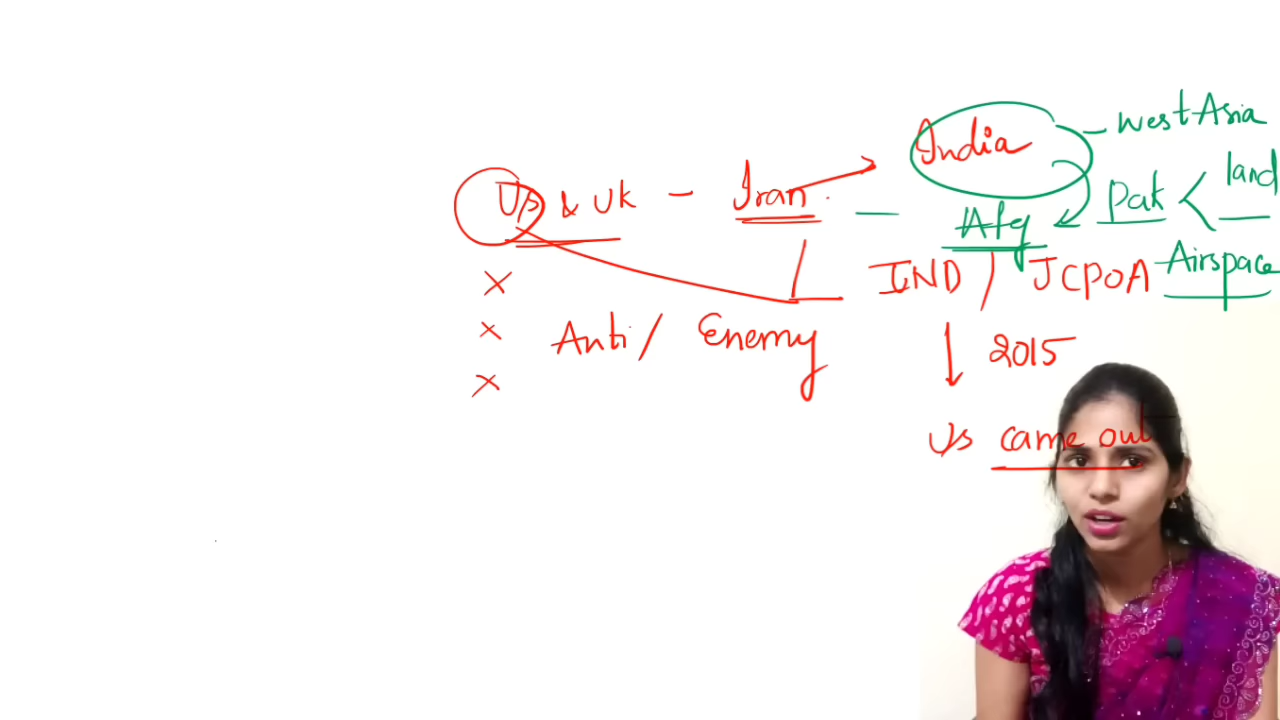 India - West Asia
US & UK - Iran - Afg Pak < land
Airspace
IND / JCPOA
x
x Anti / Enemy ↓ 2015
x
US came out